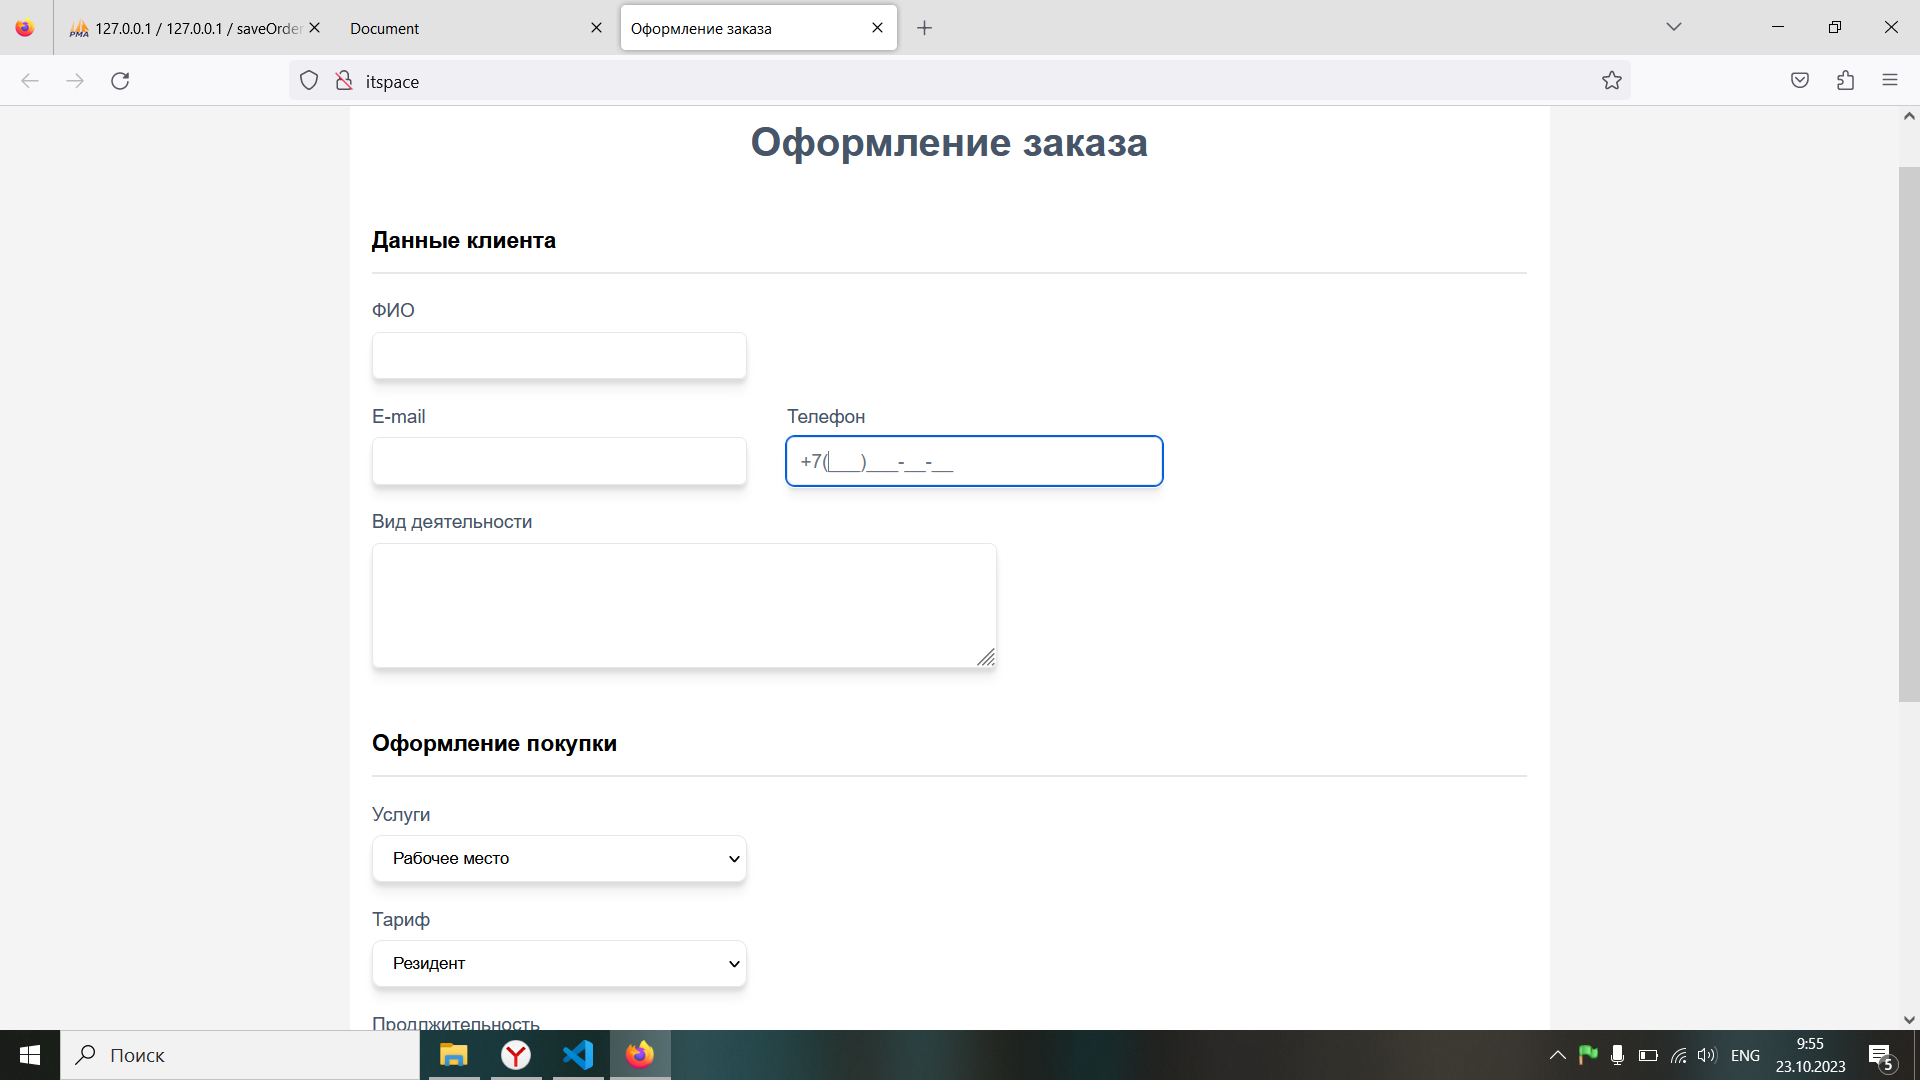 127.0.0.1 / 127.0.0.1 / saveOrder
Document
Оформление заказа
itspace
Оформление заказа
Данные клиента
ФИО
E-mail
Телефон
+7(___)___-__-__
Вид деятельности
Оформление покупки
Услуги
Рабочее место
Тариф
Резидент
Продлжительность
Поиск
ENG
9:55
23.10.2023
5